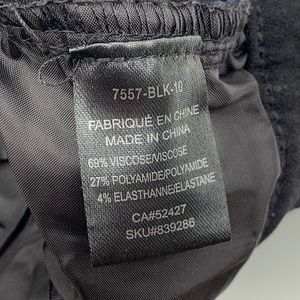 7557-BLK-10
FABRIQUÉ EN CHINE
MADE IN CHINA
69% VISCOSE/VISCOSE
27% POLYAMIDE/POLYAMIDE
4% ELASTHANNE/ELASTANE
CA#52427
SKU#839286